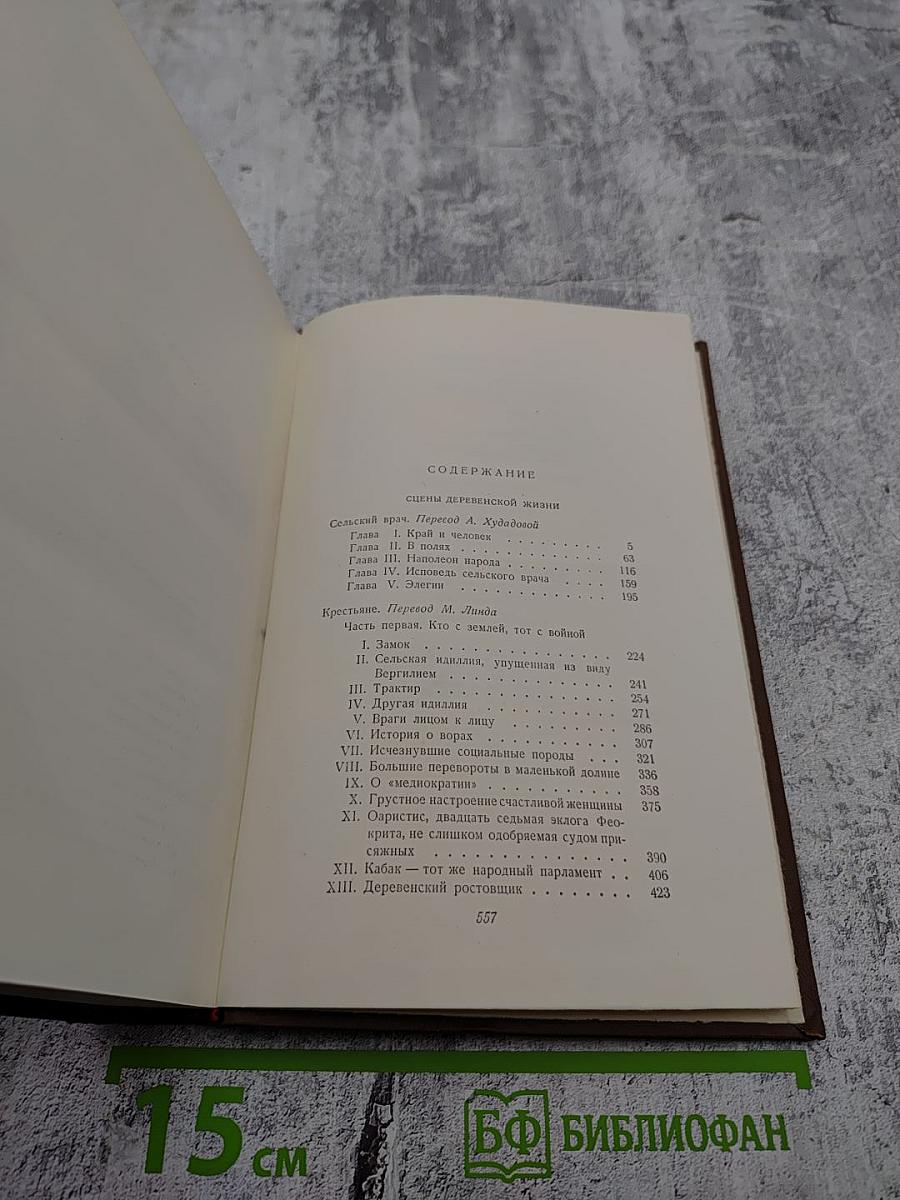 СОДЕРЖАНИЕ
СЦЕНЫ ДЕРЕВЕНСКОЙ ЖИЗНИ
Сельский врач. Перевод А. Худадовой
Глава I. Край и человек . . . . . . . . . 5
Глава II. В полях . . . . . . . . . . . . . 63
Глава III. Наполеон народа . . . . . . . . 116
Глава IV. Исповедь сельского врача . . . . 159
Глава V. Элегии . . . . . . . . . . . . . 195
Крестьяне. Перевод М. Линда
Часть первая. Кто с землей, тот с войной
I. Замок . . . . . . . . . . . . . . . 224
II. Сельская идиллия, упущенная из виду
Вергилием . . . . . . . . . . . . . 241
III. Трактир . . . . . . . . . . . . . . 254
IV. Другая идиллия . . . . . . . . . . 271
V. Враги лицом к лицу . . . . . . . . 286
VI. История о ворах . . . . . . . . . . 307
VII. Исчезнувшие социальные породы . . . 321
VIII. Большие перевороты в маленькой долине 336
IX. О «медиократии» . . . . . . . . . . 358
X. Грустное настроение счастливой женщины 375
XI. Оаристис, двадцать седьмая эклога Фео-
крита, не слишком одобряемая судом при-
сяжных . . . . . . . . . . . . . . 390
XII. Кабак — тот же народный парламент . . 406
XIII. Деревенский ростовщик . . . . . . . . 423
557
15 см
БФ БИБЛИОФАН